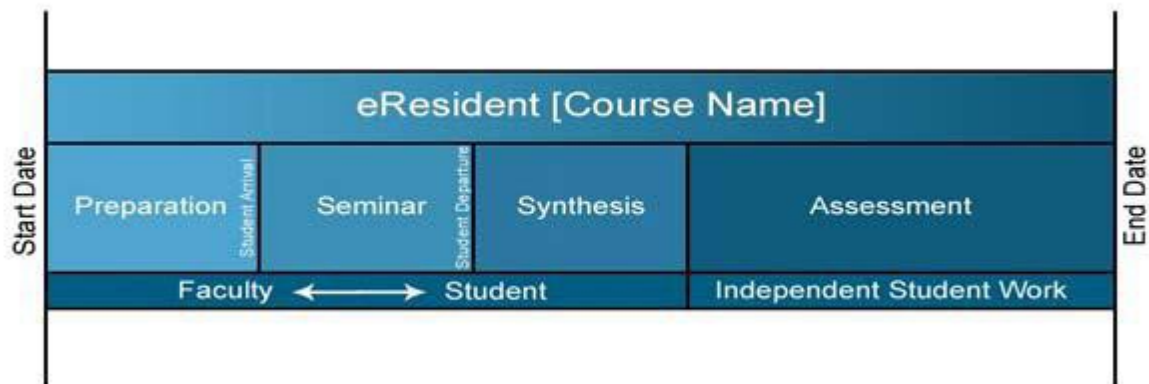 eResident [Course Name]
Start Date
Preparation
Student Arrival
Seminar
Student Departure
Synthesis
Assessment
End Date
Faculty
Student
Independent Student Work